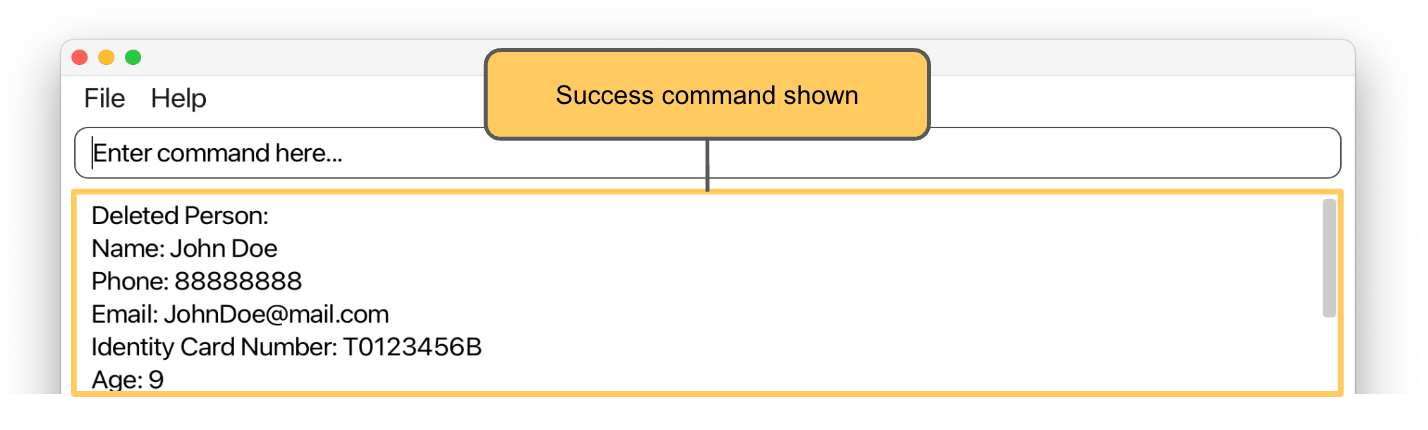 Success command shown
File Help
Enter command here...
Deleted Person:
Name: John Doe
Phone: 88888888
Email: JohnDoe@mail.com
Identity Card Number: T0123456B
Age: 9